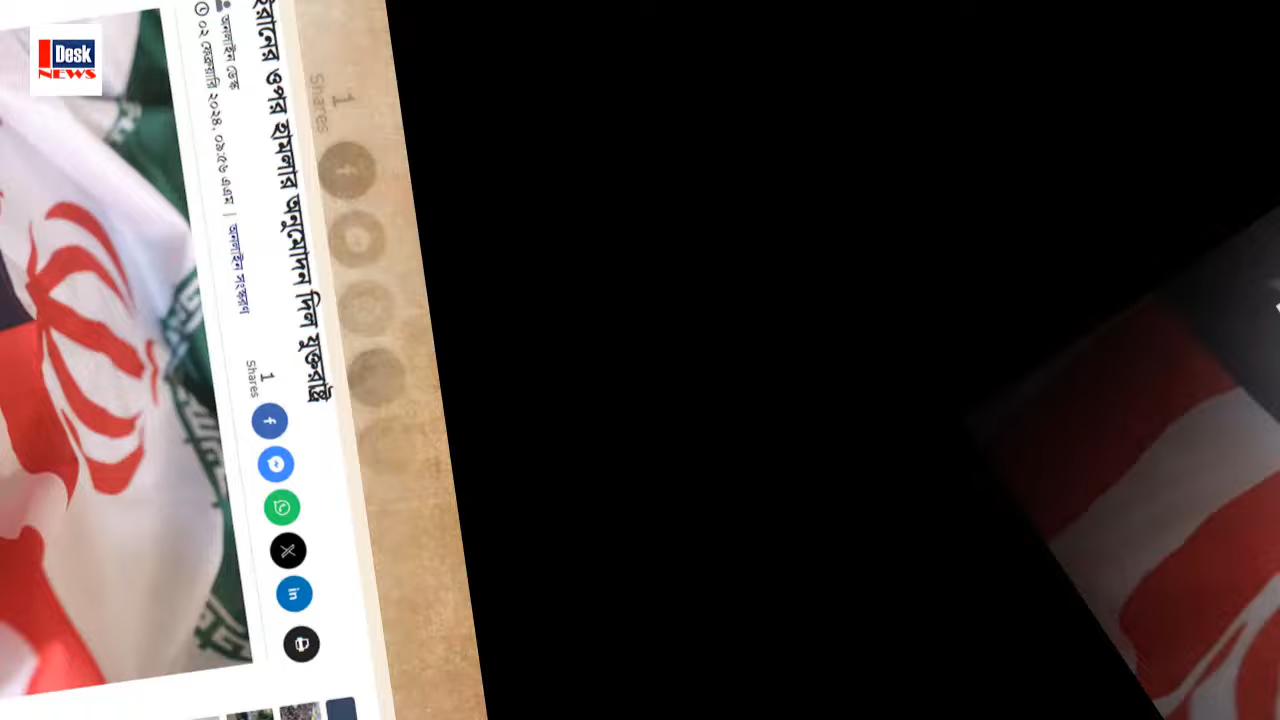 Desk
NEWS
ইরানের ওপর হামলার অনুমোদন দিল যুক্তরাষ্ট্র
অনলাইন ডেস্ক
০২ ফেব্রুয়ারি ২০২৪, ০৯:৫৬ এএম | অনলাইন সংস্করণ
1
Shares
1
Shares